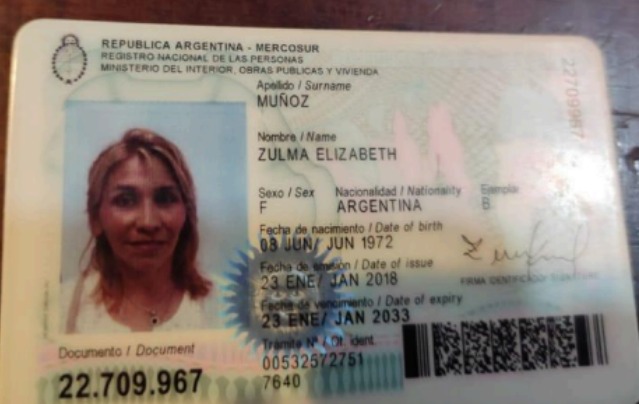 REPUBLICA ARGENTINA - MERCOSUR
REGISTRO NACIONAL DE LAS PERSONAS
MINISTERIO DEL INTERIOR, OBRAS PUBLICAS Y VIVIENDA
Apellido / Surname
MUÑOZ
Nombre / Name
ZULMA ELIZABETH
Sexo / Sex Nacionalidad / Nationality Ejemplar
F ARGENTINA B
Fecha de nacimiento / Date of birth
08 JUN/ JUN 1972
Fecha de emisión / Date of issue
23 ENE/ JAN 2018
FIRMA IDENTIFICADO / SIGNATURE
Fecha de vencimiento / Date of expiry
23 ENE/ JAN 2033
Documento / Document
22.709.967
Tramite Nº / Of. ident.
00532572751
7640
22709967